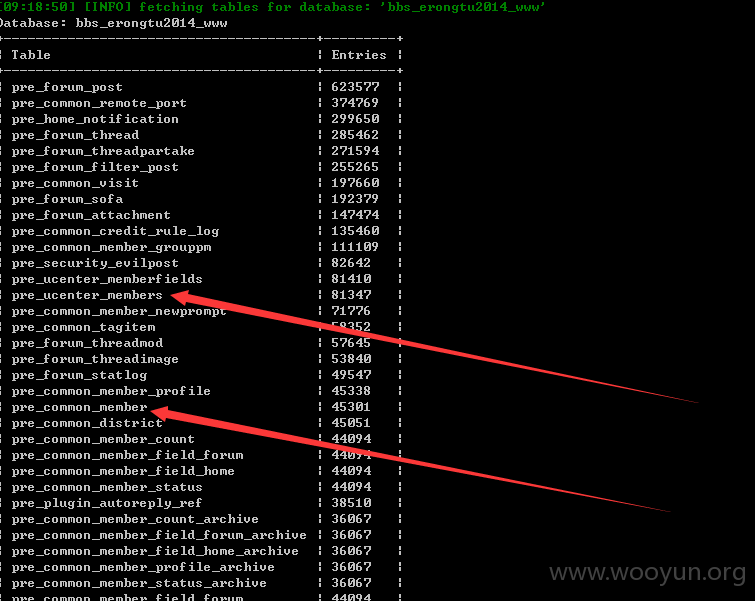 [09:18:50] [INFO] fetching tables for database: 'bbs_erongtu2014_www'
Database: bbs_erongtu2014_www
Table | Entries
pre_forum_post | 623577
pre_common_remote_port | 374769
pre_home_notification | 299650
pre_forum_thread | 285462
pre_forum_threadpartake | 271594
pre_forum_filter_post | 255265
pre_common_visit | 197660
pre_forum_sofa | 192379
pre_forum_attachment | 147474
pre_common_credit_rule_log | 135460
pre_common_member_grouppm | 111109
pre_security_evilpost | 82642
pre_ucenter_memberfields | 81410
pre_ucenter_members | 81347
pre_common_member_newprompt | 71776
pre_common_tagitem | 58352
pre_forum_threadmod | 57645
pre_forum_threadimage | 53840
pre_forum_statlog | 49547
pre_common_member_profile | 45338
pre_common_member | 45301
pre_common_district | 45051
pre_common_member_count | 44094
pre_common_member_field_forum | 44094
pre_common_member_field_home | 44094
pre_common_member_status | 44094
pre_plugin_autoreply_ref | 38510
pre_common_member_count_archive | 36067
pre_common_member_field_forum_archive | 36067
pre_common_member_field_home_archive | 36067
pre_common_member_profile_archive | 36067
pre_common_member_status_archive | 36067
pre_common_member_field_forum | 44094
www.wooyun.org